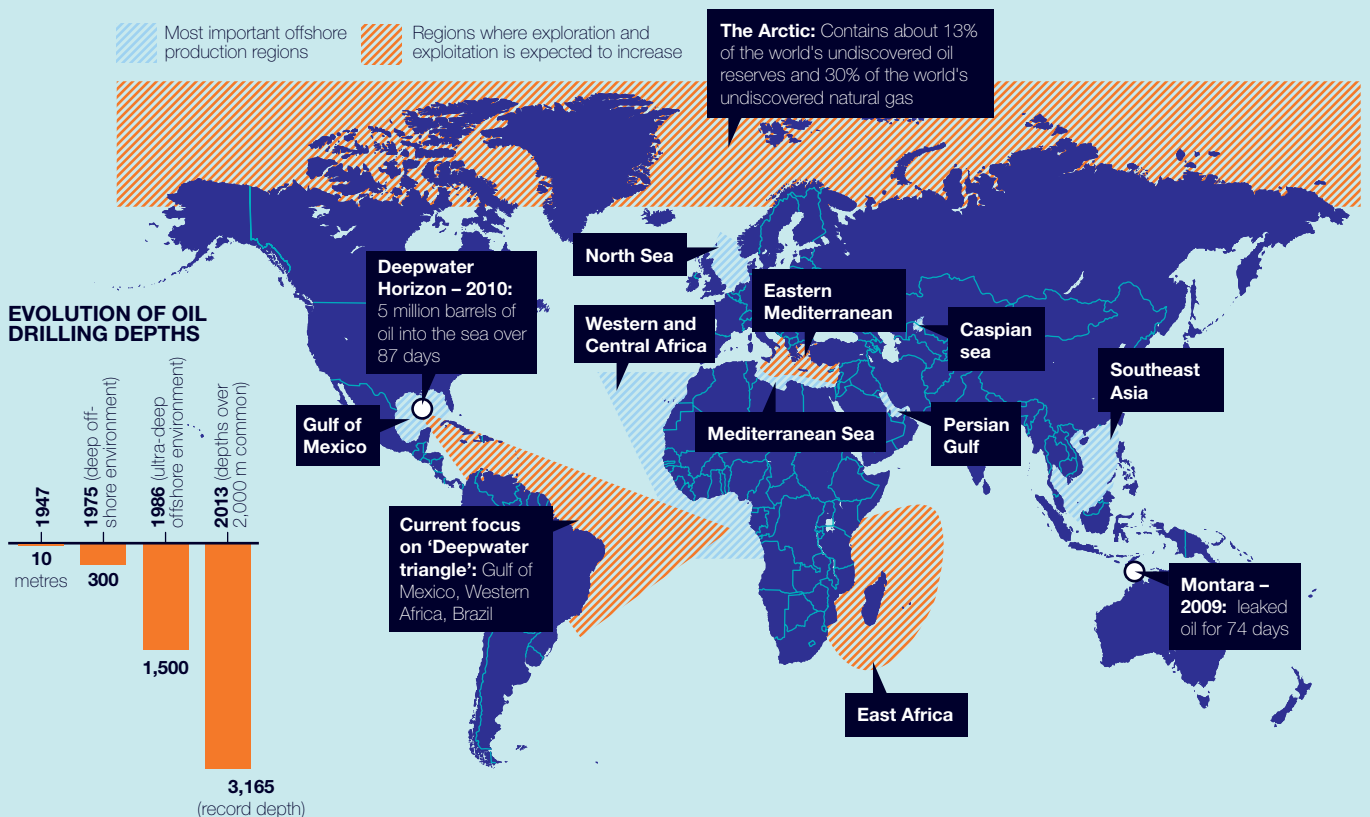 Most important offshore
production regions
Regions where exploration and
exploitation is expected to increase
The Arctic: Contains about 13%
of the world's undiscovered oil
reserves and 30% of the world's
undiscovered natural gas
North Sea
Deepwater
Horizon – 2010:
5 million barrels of
oil into the sea over
87 days
Eastern
Mediterranean
Western and
Central Africa
Caspian
sea
Southeast
Asia
Gulf of
Mexico
Mediterranean Sea
Persian
Gulf
Current focus
on ‘Deepwater
triangle’: Gulf of
Mexico, Western
Africa, Brazil
Montara –
2009: leaked
oil for 74 days
East Africa
EVOLUTION OF OIL
DRILLING DEPTHS
1947
1975 (deep off-
shore environment)
1986 (ultra-deep
offshore environment)
2013 (depths over
2,000 m common)
10
metres
300
1,500
3,165
(record depth)